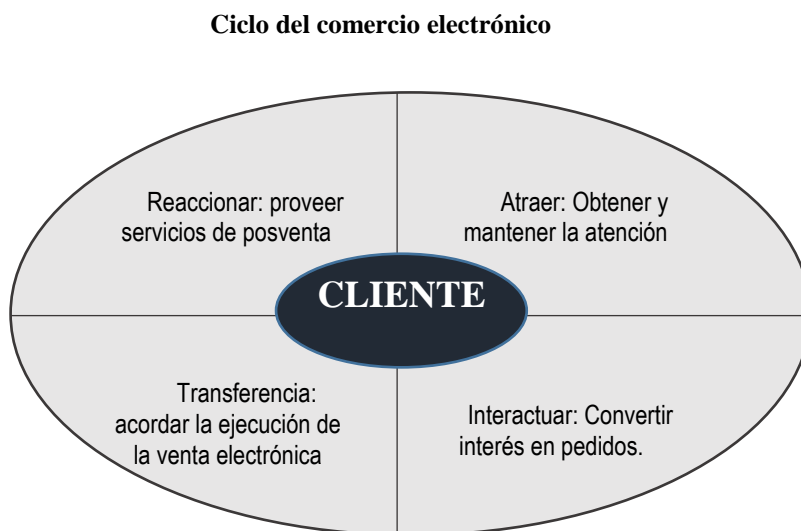 Ciclo del comercio electrónico
Reaccionar: proveer
servicios de posventa
Atraer: Obtener y
mantener la atención
CLIENTE
Transferencia:
acordar la ejecución de
la venta electrónica
Interactuar: Convertir
interés en pedidos.